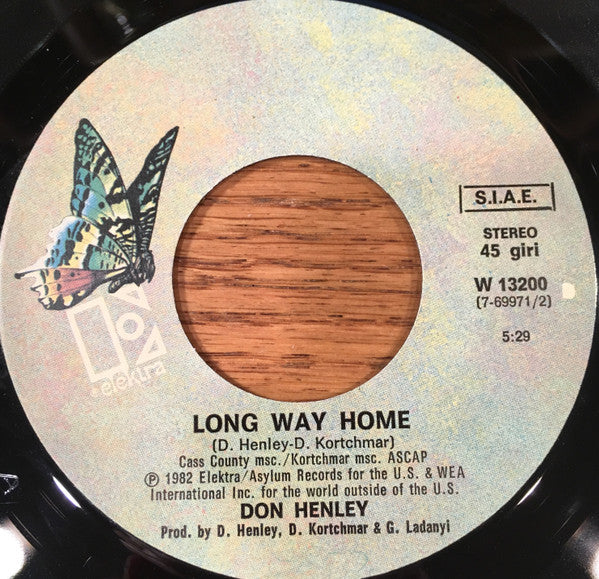 S.I.A.E.
STEREO
45 giri
W 13200
(7-69971/2)
5:29
elektra
LONG WAY HOME
(D. Henley-D. Kortchmar)
Cass County msc./Kortchmar msc. ASCAP
℗ 1982 Elektra/Asylum Records for the U.S. & WEA
International Inc. for the world outside of the U.S.
DON HENLEY
Prod. by D. Henley, D. Kortchmar & G. Ladanyi